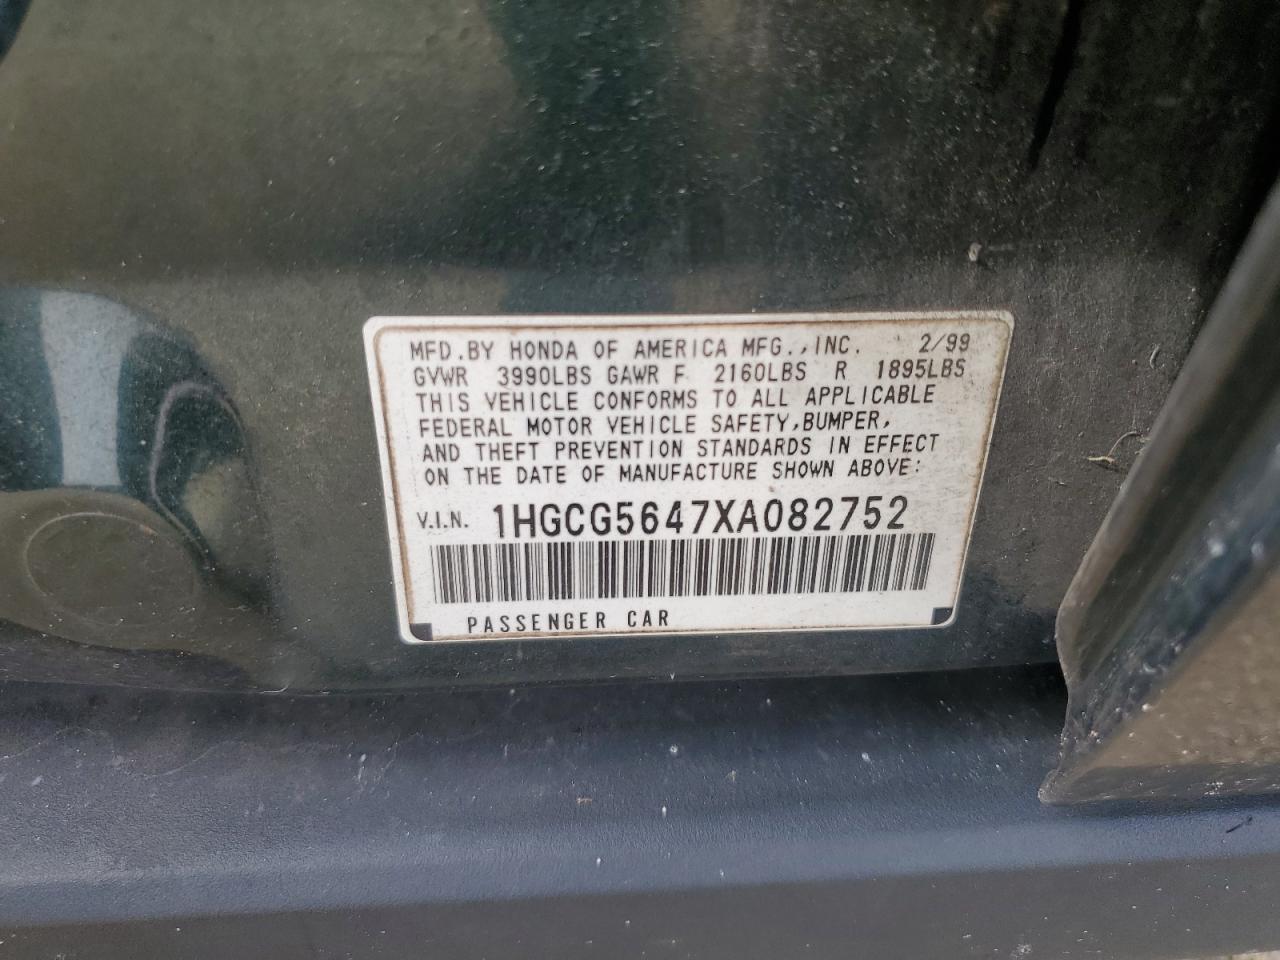 MFD.BY HONDA OF AMERICA MFG.,INC. 2/99
GVWR 3990LBS GAWR F 2160LBS R 1895LBS
THIS VEHICLE CONFORMS TO ALL APPLICABLE
FEDERAL MOTOR VEHICLE SAFETY,BUMPER,
AND THEFT PREVENTION STANDARDS IN EFFECT
ON THE DATE OF MANUFACTURE SHOWN ABOVE:
V.I.N. 1HGCG5647XA082752
PASSENGER CAR